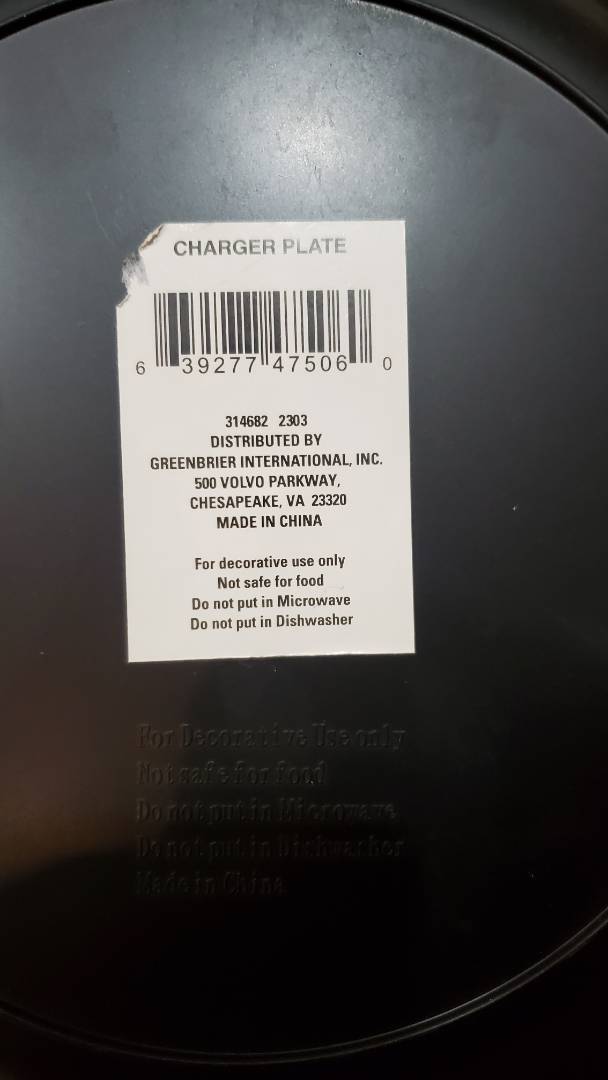 CHARGER PLATE
6 39277 47506 0
314682 2303
DISTRIBUTED BY
GREENBRIER INTERNATIONAL, INC.
500 VOLVO PARKWAY,
CHESAPEAKE, VA 23320
MADE IN CHINA
For decorative use only
Not safe for food
Do not put in Microwave
Do not put in Dishwasher
For Decorative Use only
Not safe for food
Do not put in Microwave
Do not put in Dishwasher
Made in China